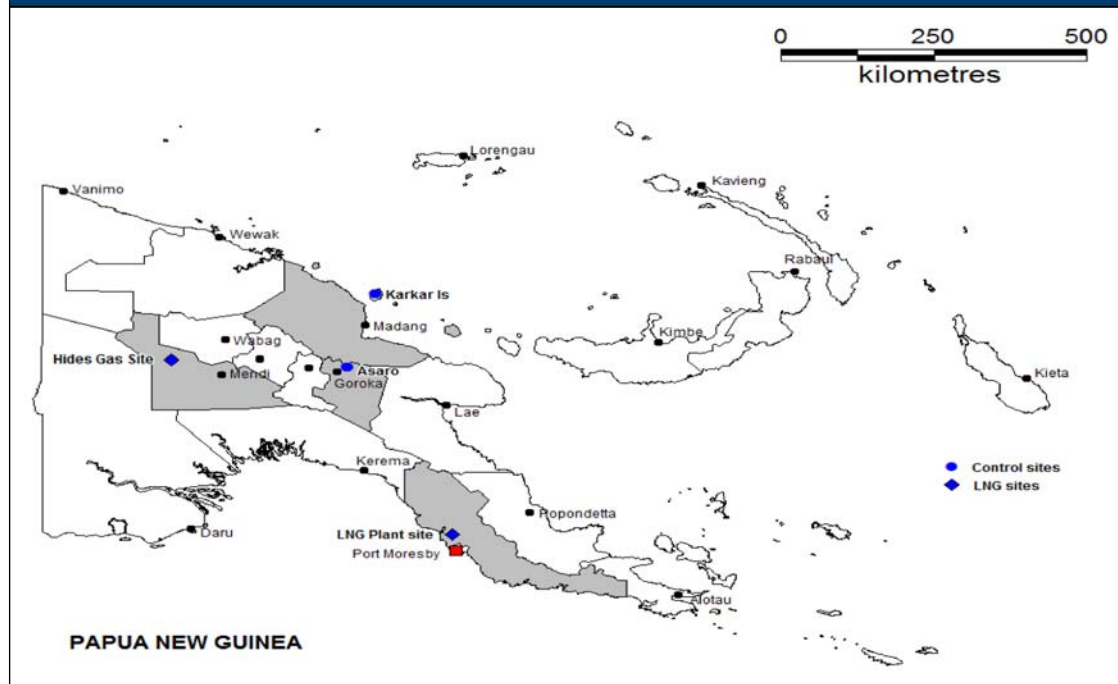 0 250 500
kilometres
Lorengau
Vanimo
Kavieng
Wewak
Rabaul
Karkar Is
Madang
Kimbe
Wabag
Hides Gas Site
Asaro
Mendi
Goroka
Kieta
Lae
Kerema
Control sites
LNG sites
Popondetta
Daru
LNG Plant site
Port Moresby
Alotau
PAPUA NEW GUINEA